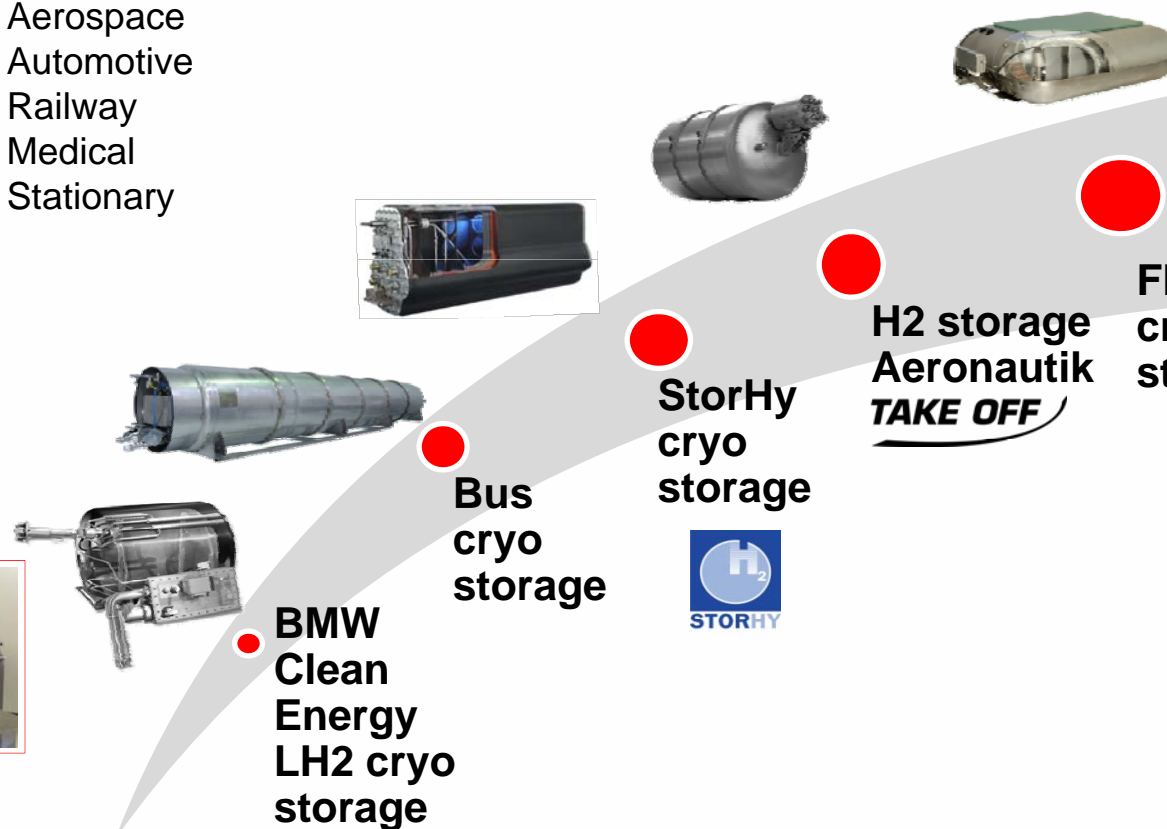 Aerospace
Automotive
Railway
Medical
Stationary
BMW
Clean
Energy
LH2 cryo
storage
Bus
cryo
storage
StorHy
cryo
storage
H2
STORHY
H2 storage
Aeronautik
TAKE OFF